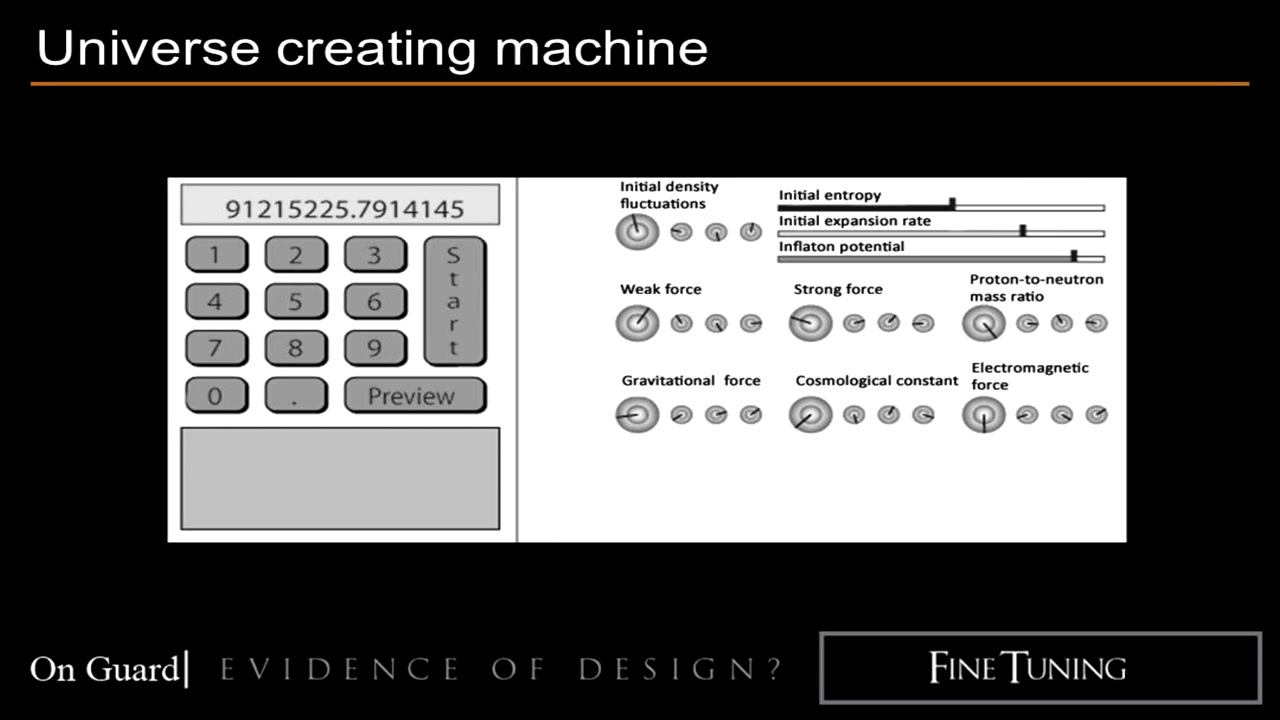 Universe creating machine
91215225.7914145
1 2 3
4 5 6
7 8 9
0 . Preview
S
t
a
r
t
Initial density
fluctuations
Initial entropy
Initial expansion rate
Inflaton potential
Weak force
Strong force
Proton-to-neutron
mass ratio
Gravitational force
Cosmological constant
Electromagnetic
force
On Guard| EVIDENCE OF DESIGN?
FINE TUNING